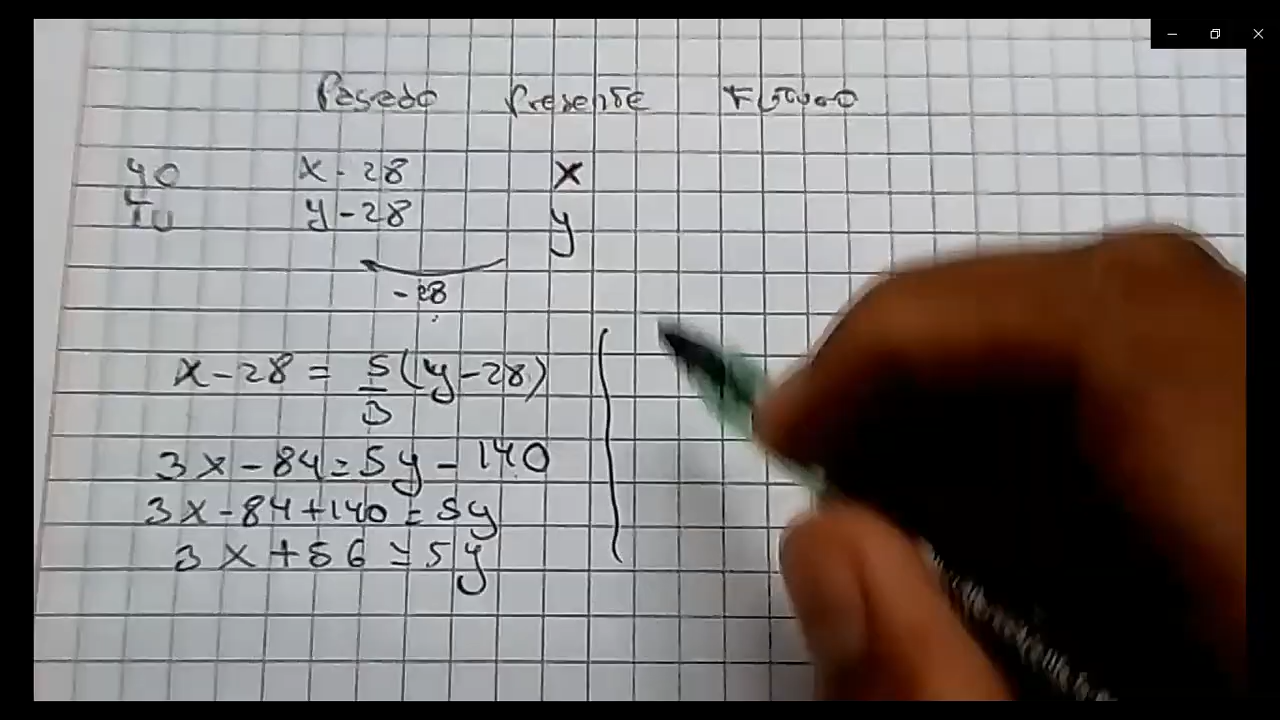 Pasado Presente Futuro
yo x - 28 x
Tu y - 28 y
- 28
x - 28 = 5/3 (y - 28)
3x - 84 = 5y - 140
3x - 84 + 140 = 5y
3x + 56 = 5y